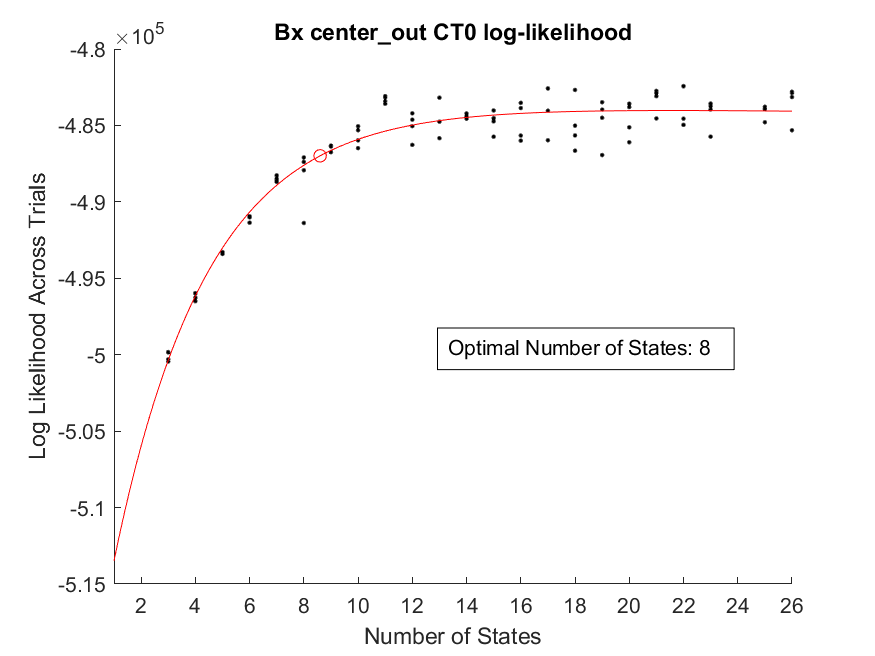 Bx center_out CT0 log-likelihood
×10^5
-4.8
-4.85
-4.9
-4.95
-5
-5.05
-5.1
-5.15
Log Likelihood Across Trials
Optimal Number of States: 8
2 4 6 8 10 12 14 16 18 20 22 24 26
Number of States